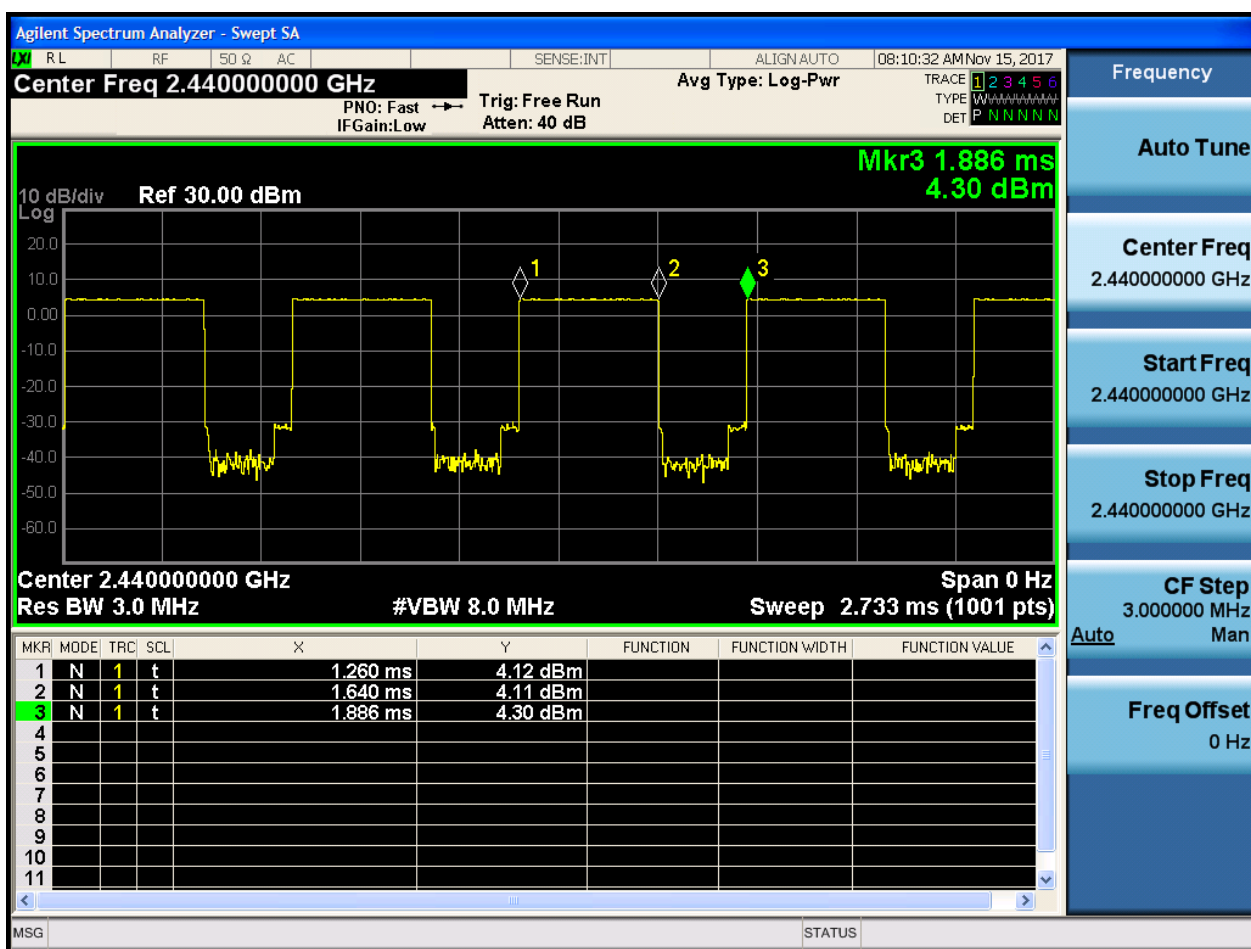 Agilent Spectrum Analyzer - Swept SA
LXI RL RF 50 Ω AC SENSE:INT ALIGN AUTO 08:10:32 AM Nov 15, 2017
Center Freq 2.440000000 GHz
PNO: Fast
IFGain:Low
Trig: Free Run
Atten: 40 dB
Avg Type: Log-Pwr
TRACE 1 2 3 4 5 6
TYPE WWWWWW
DET P N N N N N
Mkr3 1.886 ms
4.30 dBm
10 dB/div Ref 30.00 dBm
Log
20.0
10.0
0.00
-10.0
-20.0
-30.0
-40.0
-50.0
-60.0
1
2
3
Center 2.440000000 GHz Span 0 Hz
Res BW 3.0 MHz #VBW 8.0 MHz Sweep 2.733 ms (1001 pts)
MKR MODE TRC SCL X Y FUNCTION FUNCTION WIDTH FUNCTION VALUE
1 N 1 t 1.260 ms 4.12 dBm
2 N 1 t 1.640 ms 4.11 dBm
3 N 1 t 1.886 ms 4.30 dBm
4
5
6
7
8
9
10
11
MSG STATUS
Frequency
Auto Tune
Center Freq
2.440000000 GHz
Start Freq
2.440000000 GHz
Stop Freq
2.440000000 GHz
CF Step
3.000000 MHz
Auto Man
Freq Offset
0 Hz